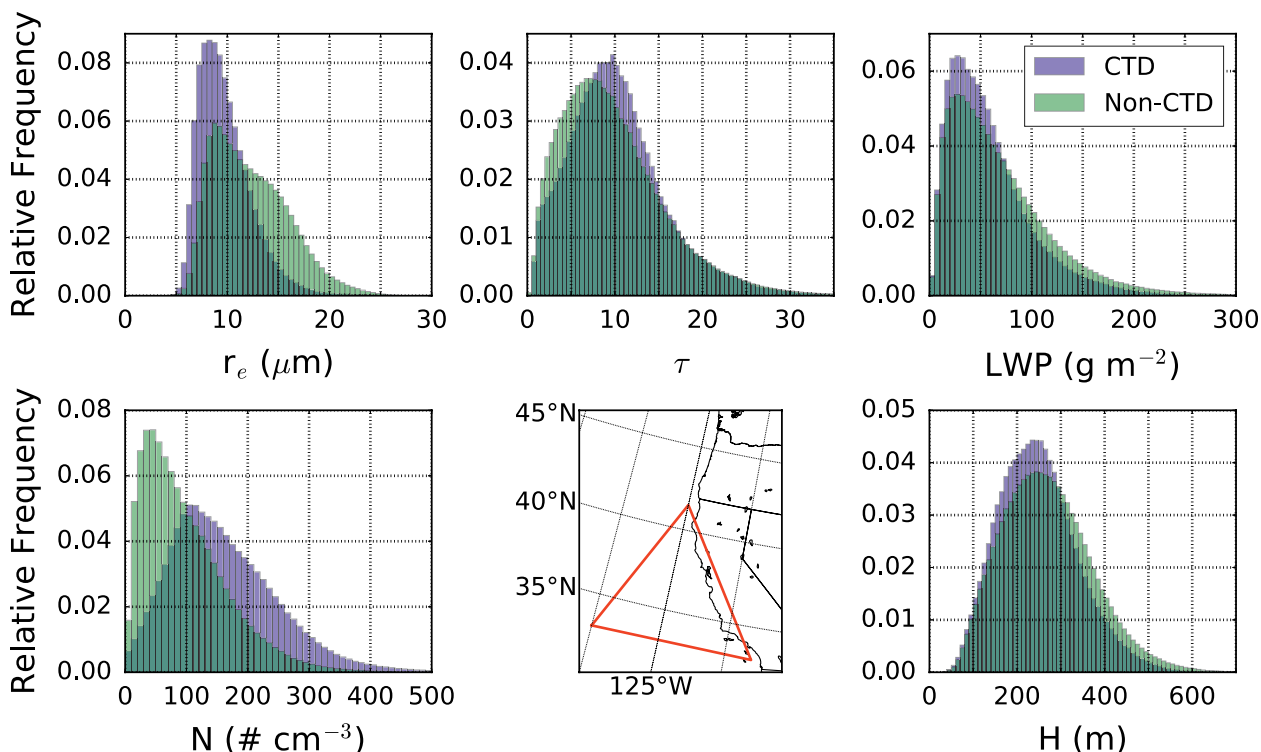 Relative Frequency
0.08
0.06
0.04
0.02
0.00
0 10 20 30
r_e (μm)
0.04
0.03
0.02
0.01
0.00
0 10 20 30
τ
0.06
0.04
0.02
0.00
CTD
Non-CTD
0 100 200 300
LWP (g m⁻²)
Relative Frequency
0.08
0.06
0.04
0.02
0.00
0 100 200 300 400 500
N (# cm⁻³)
45°N
40°N
35°N
125°W
0.05
0.04
0.03
0.02
0.01
0.00
0 200 400 600
H (m)